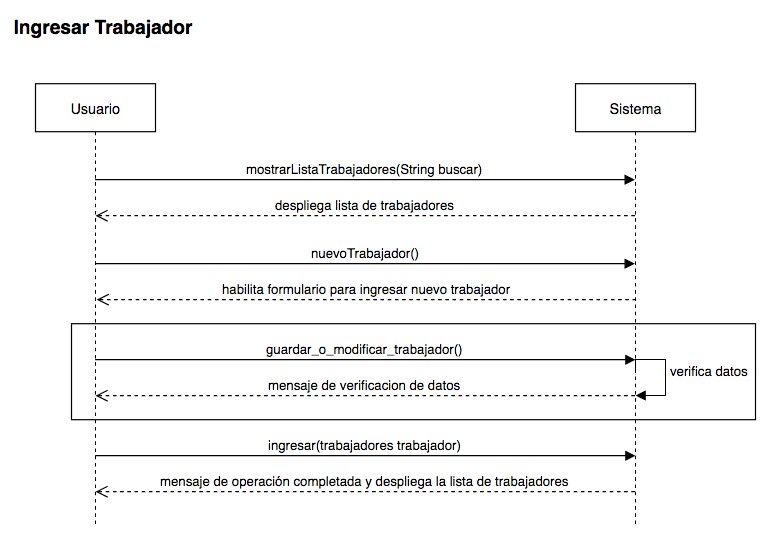 Ingresar Trabajador
Usuario
Sistema
mostrarListaTrabajadores(String buscar)
despliega lista de trabajadores
nuevoTrabajador()
habilita formulario para ingresar nuevo trabajador
guardar_o_modificar_trabajador()
verifica datos
mensaje de verificacion de datos
ingresar(trabajadores trabajador)
mensaje de operación completada y despliega la lista de trabajadores